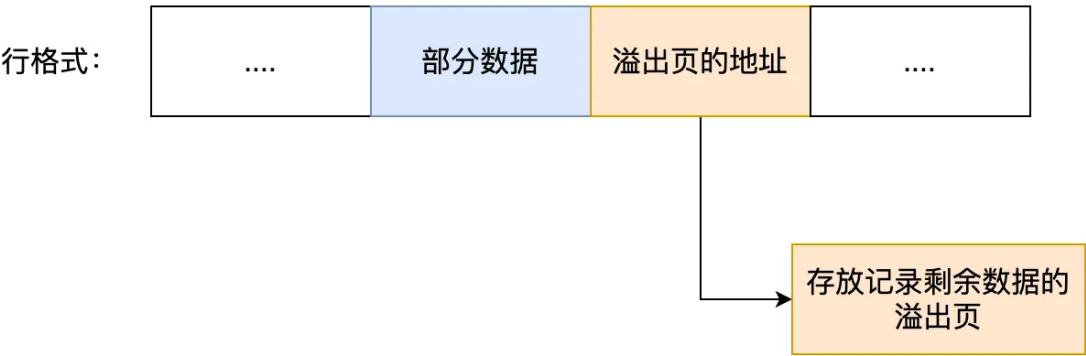 行格式：
....
部分数据
溢出页的地址
....
存放记录剩余数据的
溢出页